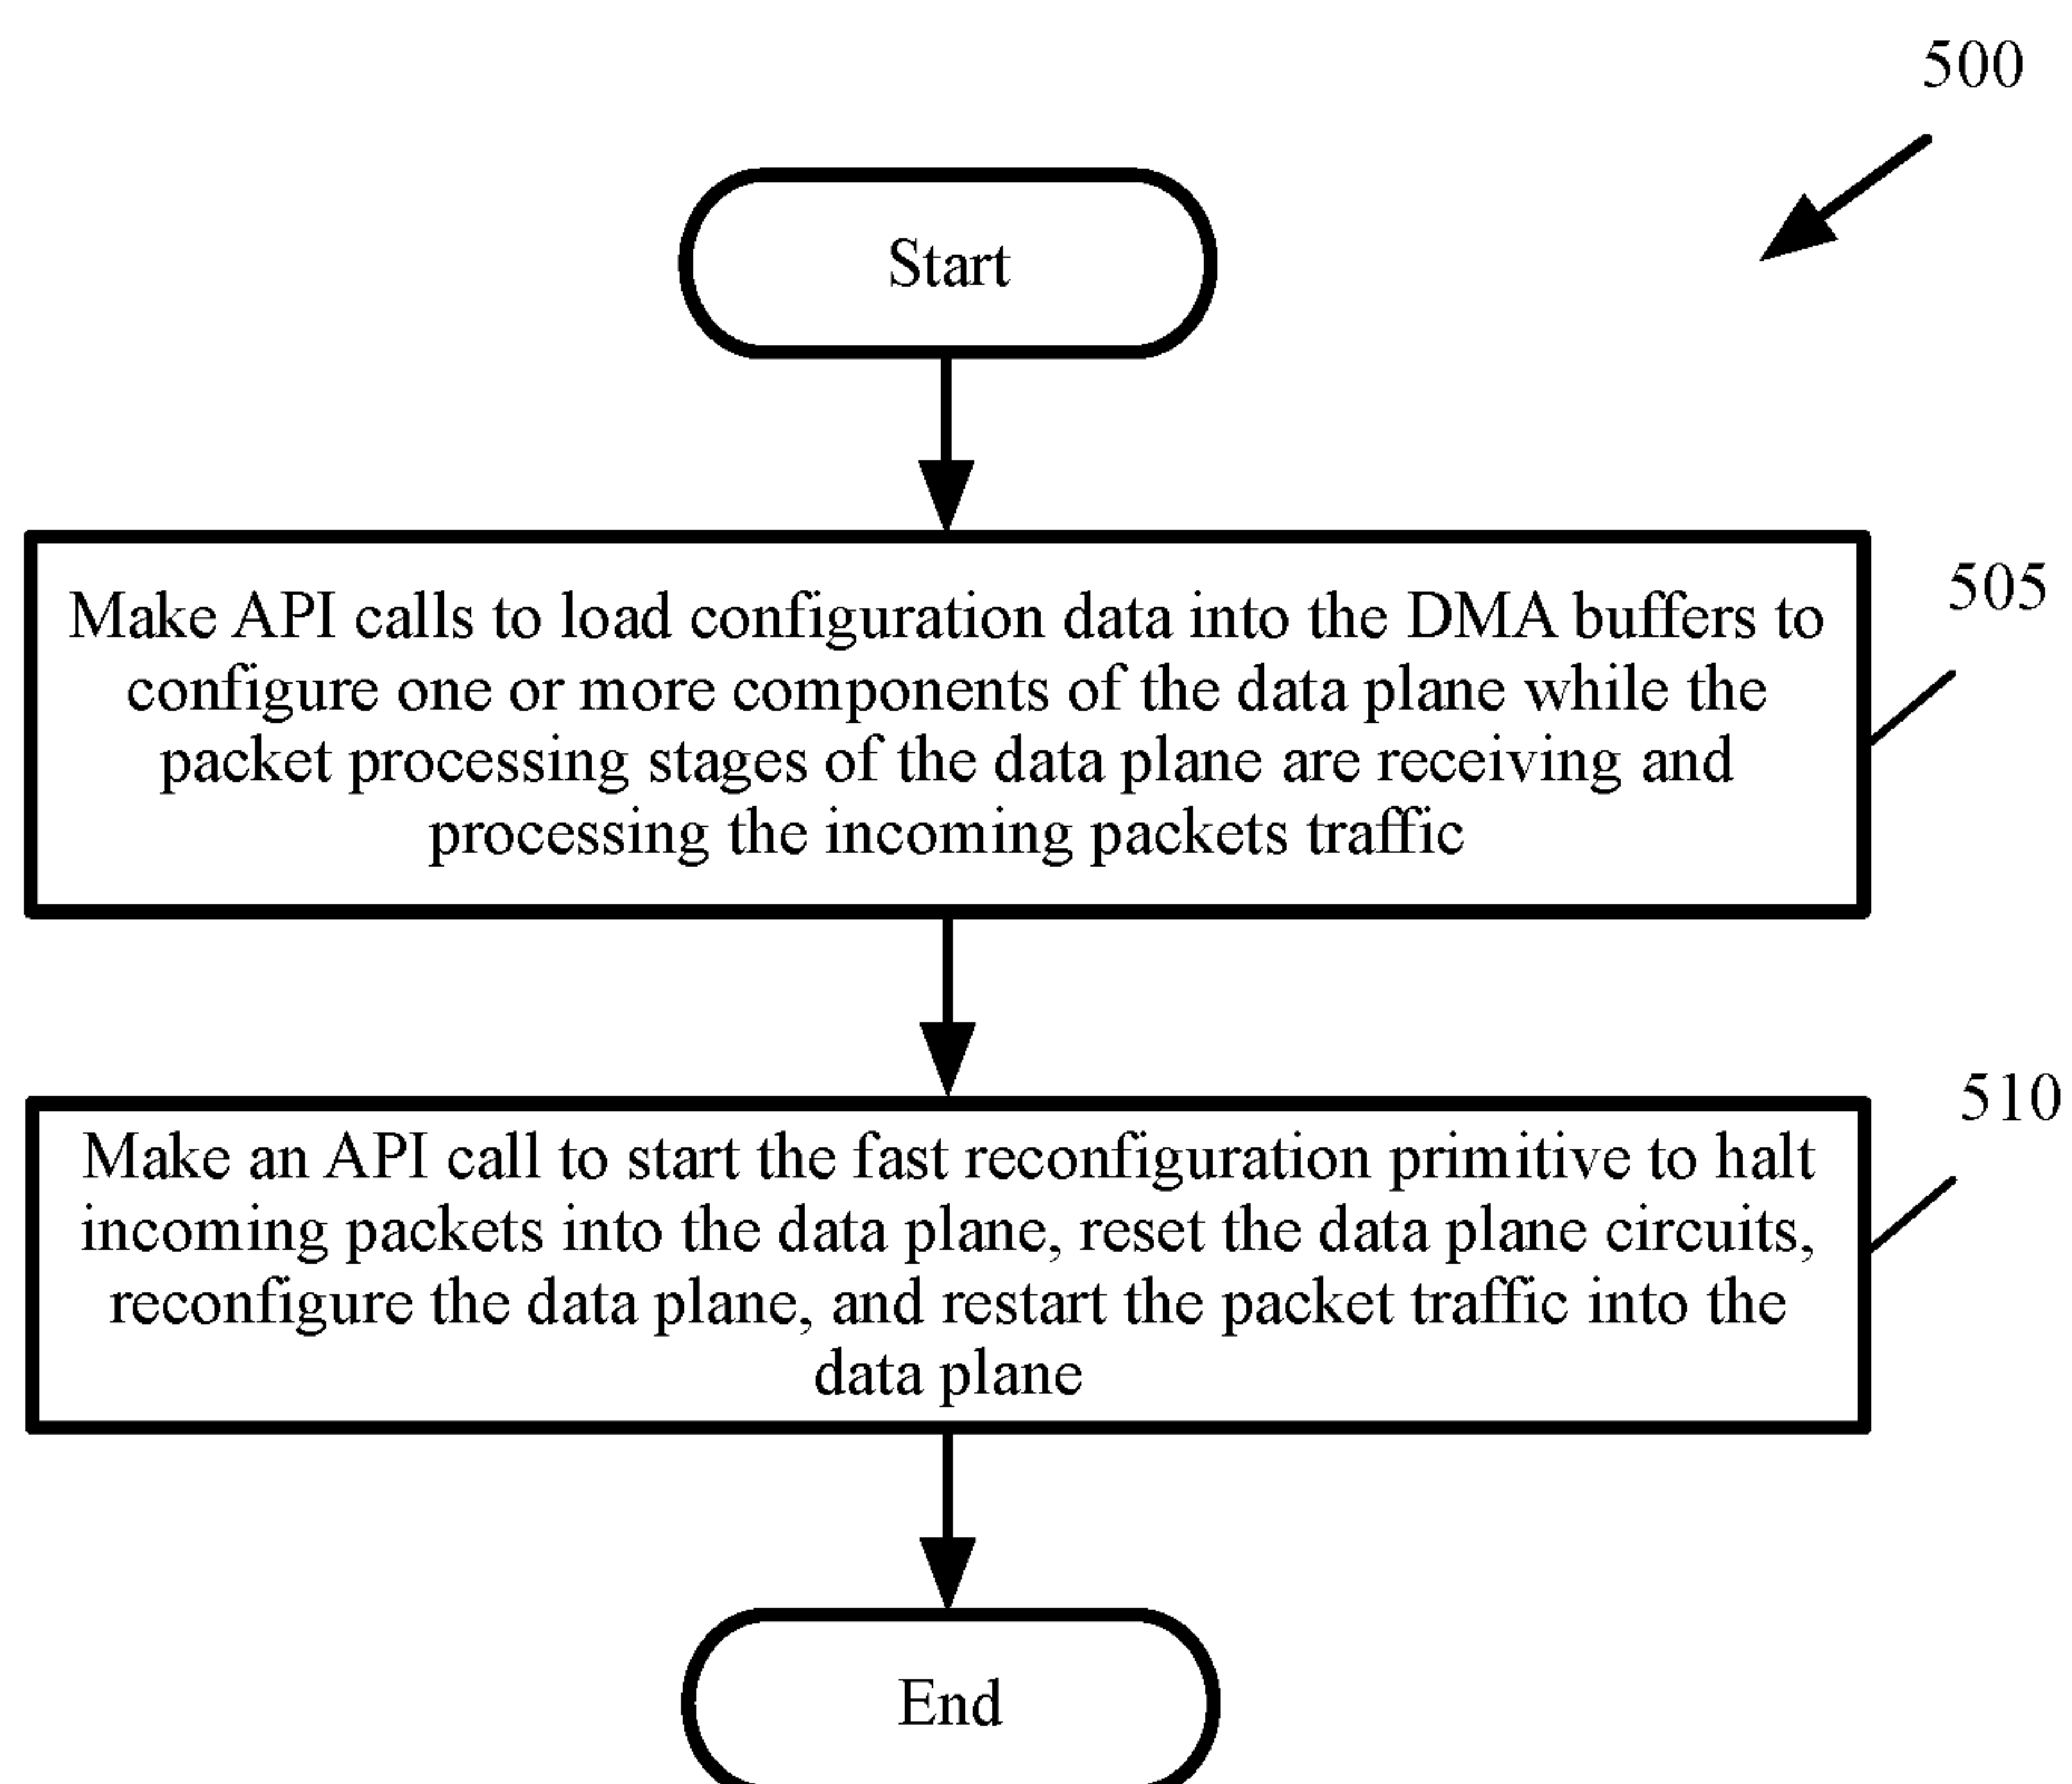 500
Start
Make API calls to load configuration data into the DMA buffers to
configure one or more components of the data plane while the
packet processing stages of the data plane are receiving and
processing the incoming packets traffic
505
Make an API call to start the fast reconfiguration primitive to halt
incoming packets into the data plane, reset the data plane circuits,
reconfigure the data plane, and restart the packet traffic into the
data plane
510
End